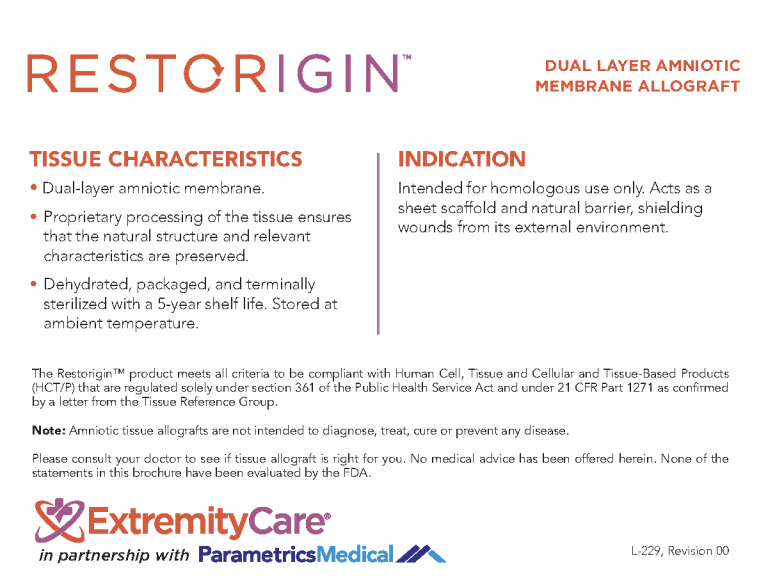 RESTORIGIN™
DUAL LAYER AMNIOTIC
MEMBRANE ALLOGRAFT
TISSUE CHARACTERISTICS
• Dual-layer amniotic membrane.
• Proprietary processing of the tissue ensures
that the natural structure and relevant
characteristics are preserved.
• Dehydrated, packaged, and terminally
sterilized with a 5-year shelf life. Stored at
ambient temperature.
INDICATION
Intended for homologous use only. Acts as a
sheet scaffold and natural barrier, shielding
wounds from its external environment.
The Restorigin™ product meets all criteria to be compliant with Human Cell, Tissue and Cellular and Tissue-Based Products
(HCT/P) that are regulated solely under section 361 of the Public Health Service Act and under 21 CFR Part 1271 as confirmed
by a letter from the Tissue Reference Group.
Note: Amniotic tissue allografts are not intended to diagnose, treat, cure or prevent any disease.
Please consult your doctor to see if tissue allograft is right for you. No medical advice has been offered herein. None of the
statements in this brochure have been evaluated by the FDA.
ExtremityCare®
in partnership with ParametricsMedical
L-229, Revision 00